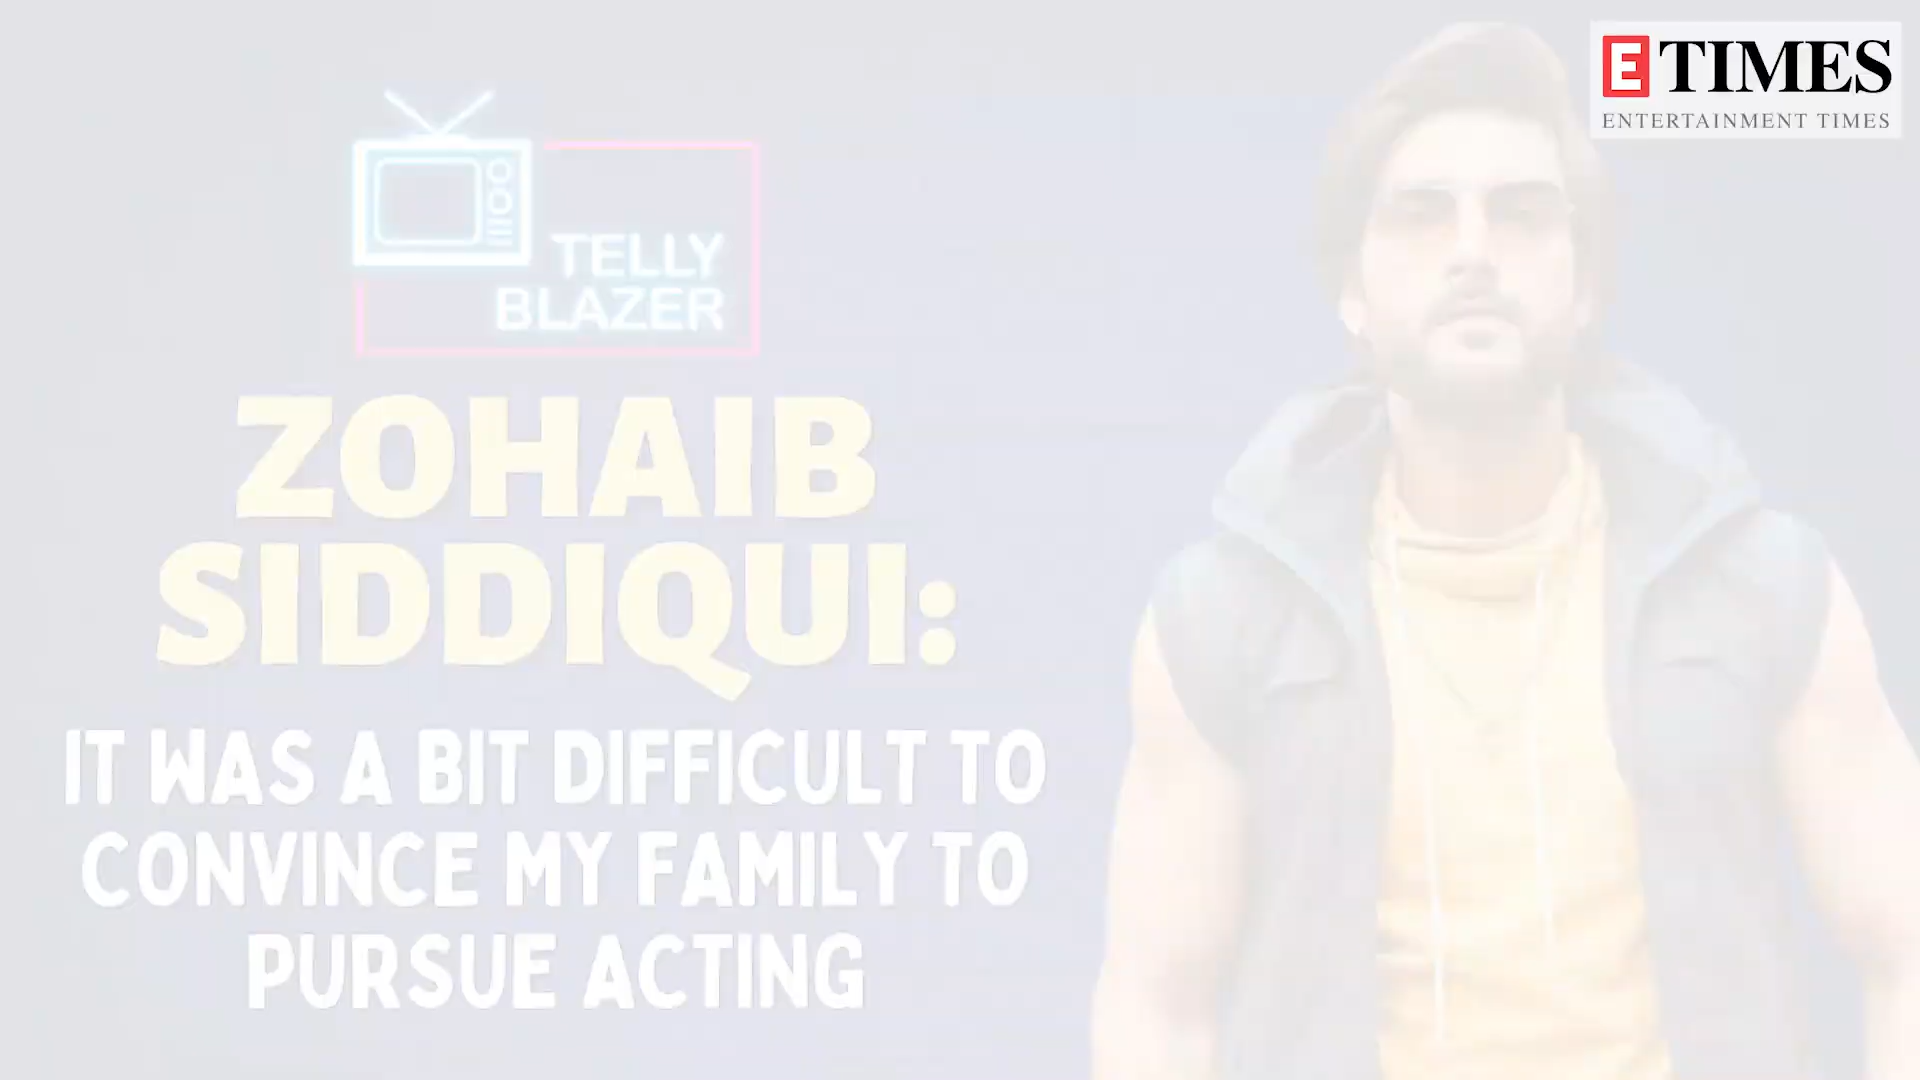 E TIMES
ENTERTAINMENT TIMES
TELLY
BLAZER
ZOHAIB
SIDDIQUI:
IT WAS A BIT DIFFICULT TO
CONVINCE MY FAMILY TO
PURSUE ACTING